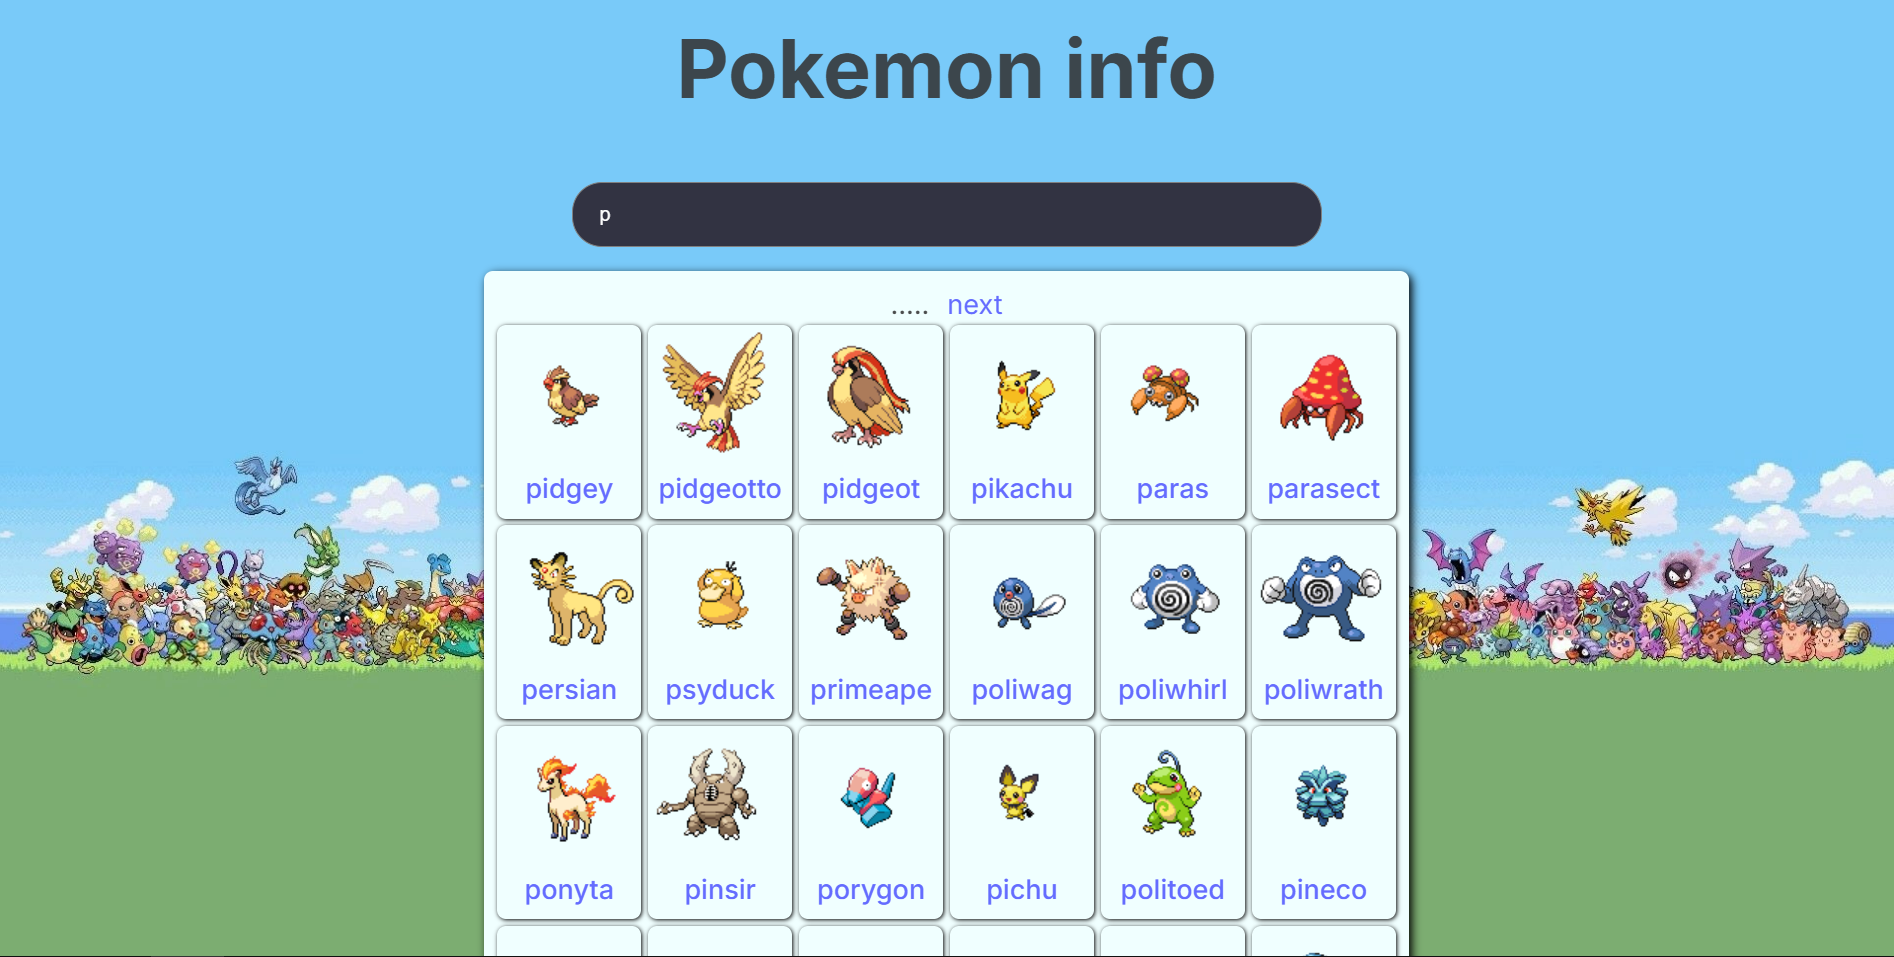 Pokemon info
p
..... next
pidgey pidgeotto pidgeot pikachu paras parasect
persian psyduck primeape poliwag poliwhirl poliwrath
ponyta pinsir porygon pichu politoed pineco